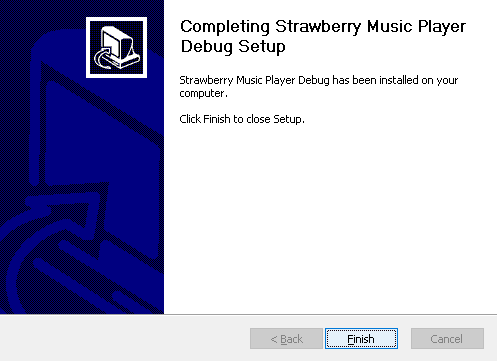 Completing Strawberry Music Player
Debug Setup
Strawberry Music Player Debug has been installed on your
computer.
Click Finish to close Setup.
< Back
Finish
Cancel